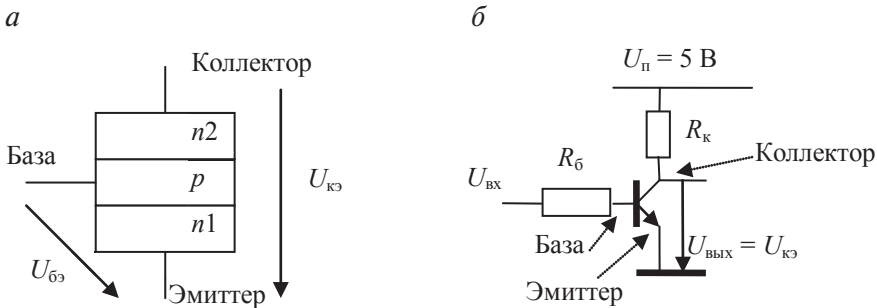 а
Коллектор
n2
База
p
Uкэ
n1
Uбэ
Эмиттер
б
Uп = 5 В
Rк
Коллектор
Rб
Uвх
База
Uвых = Uкэ
Эмиттер